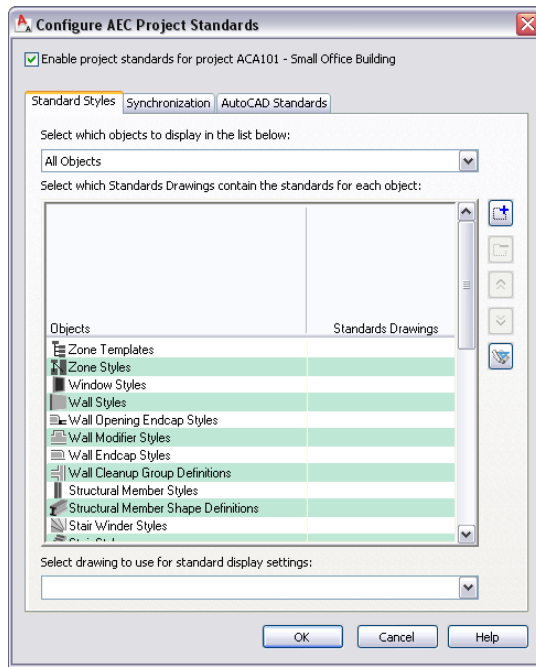 Configure AEC Project Standards
Enable project standards for project ACA101 - Small Office Building
Standard Styles Synchronization AutoCAD Standards
Select which objects to display in the list below:
All Objects
Select which Standards Drawings contain the standards for each object:
Objects Standards Drawings
Zone Templates
Zone Styles
Window Styles
Wall Styles
Wall Opening Endcap Styles
Wall Modifier Styles
Wall Endcap Styles
Wall Cleanup Group Definitions
Structural Member Styles
Structural Member Shape Definitions
Stair Winder Styles
Stair Styles
Select drawing to use for standard display settings:
OK Cancel Help